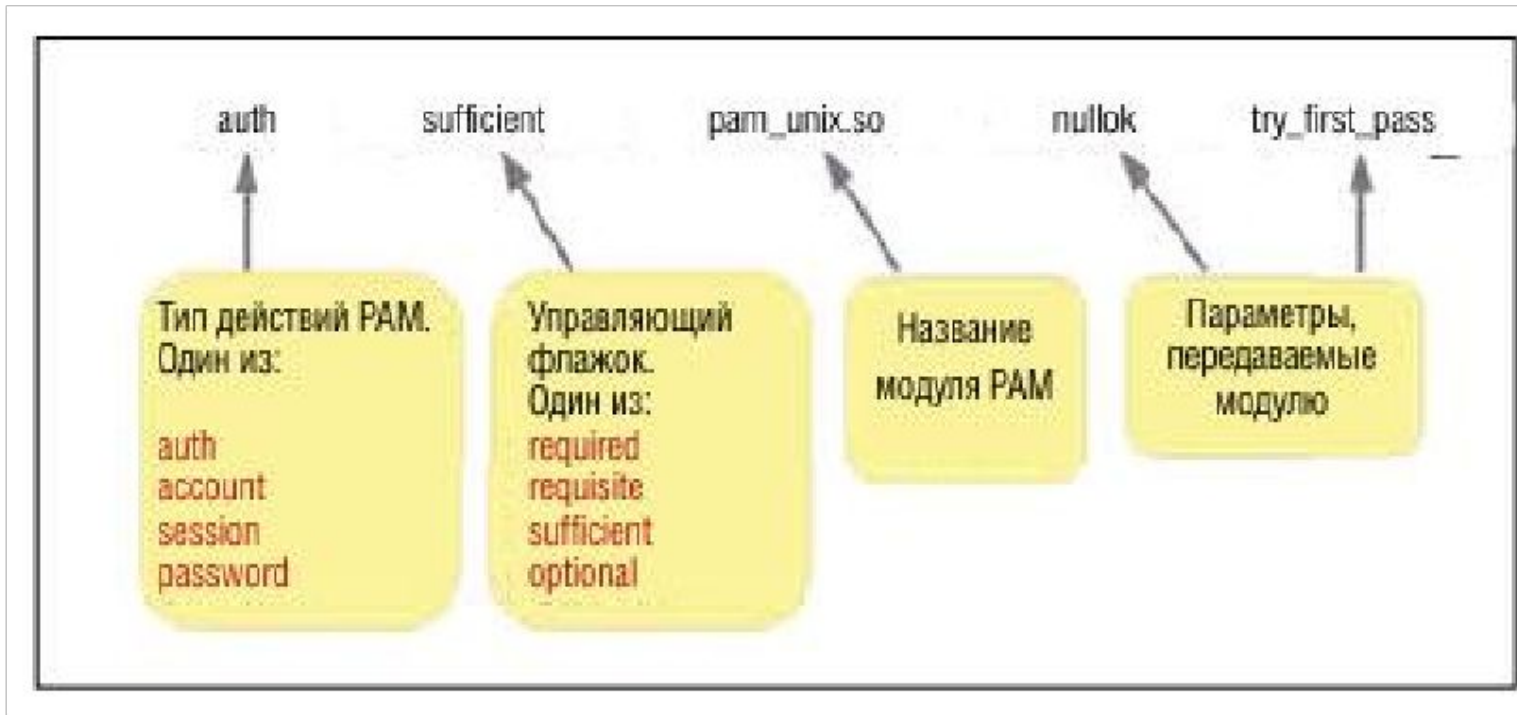 auth sufficient pam_unix.so nullok try_first_pass
Тип действий PAM.
Один из:
auth
account
session
password
Управляющий
флажок.
Один из:
required
requisite
sufficient
optional
Название
модуля PAM
Параметры,
передаваемые
модулю